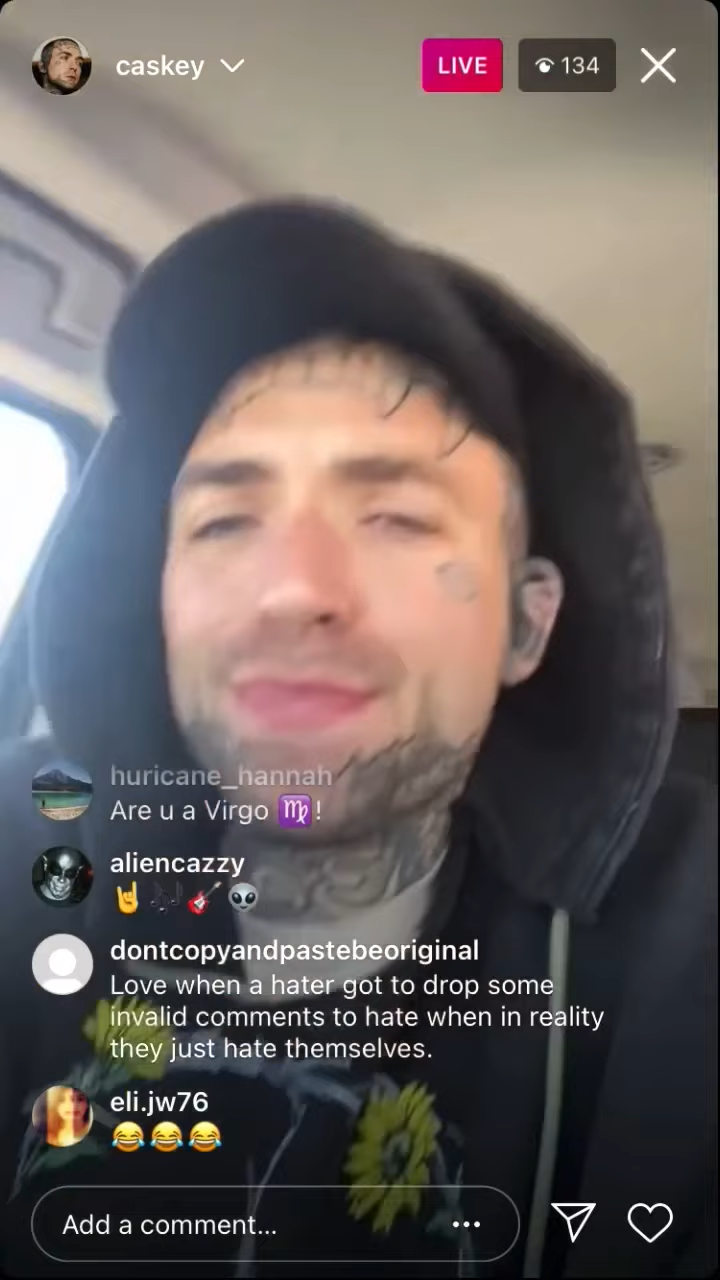 caskey
LIVE
134
huricane_hannah
Are u a Virgo ♍!
aliencazzy
🤘🎶🎸👽
dontcopyandpastebeoriginal
Love when a hater got to drop some
invalid comments to hate when in reality
they just hate themselves.
eli.jw76
😂😂😂
Add a comment...